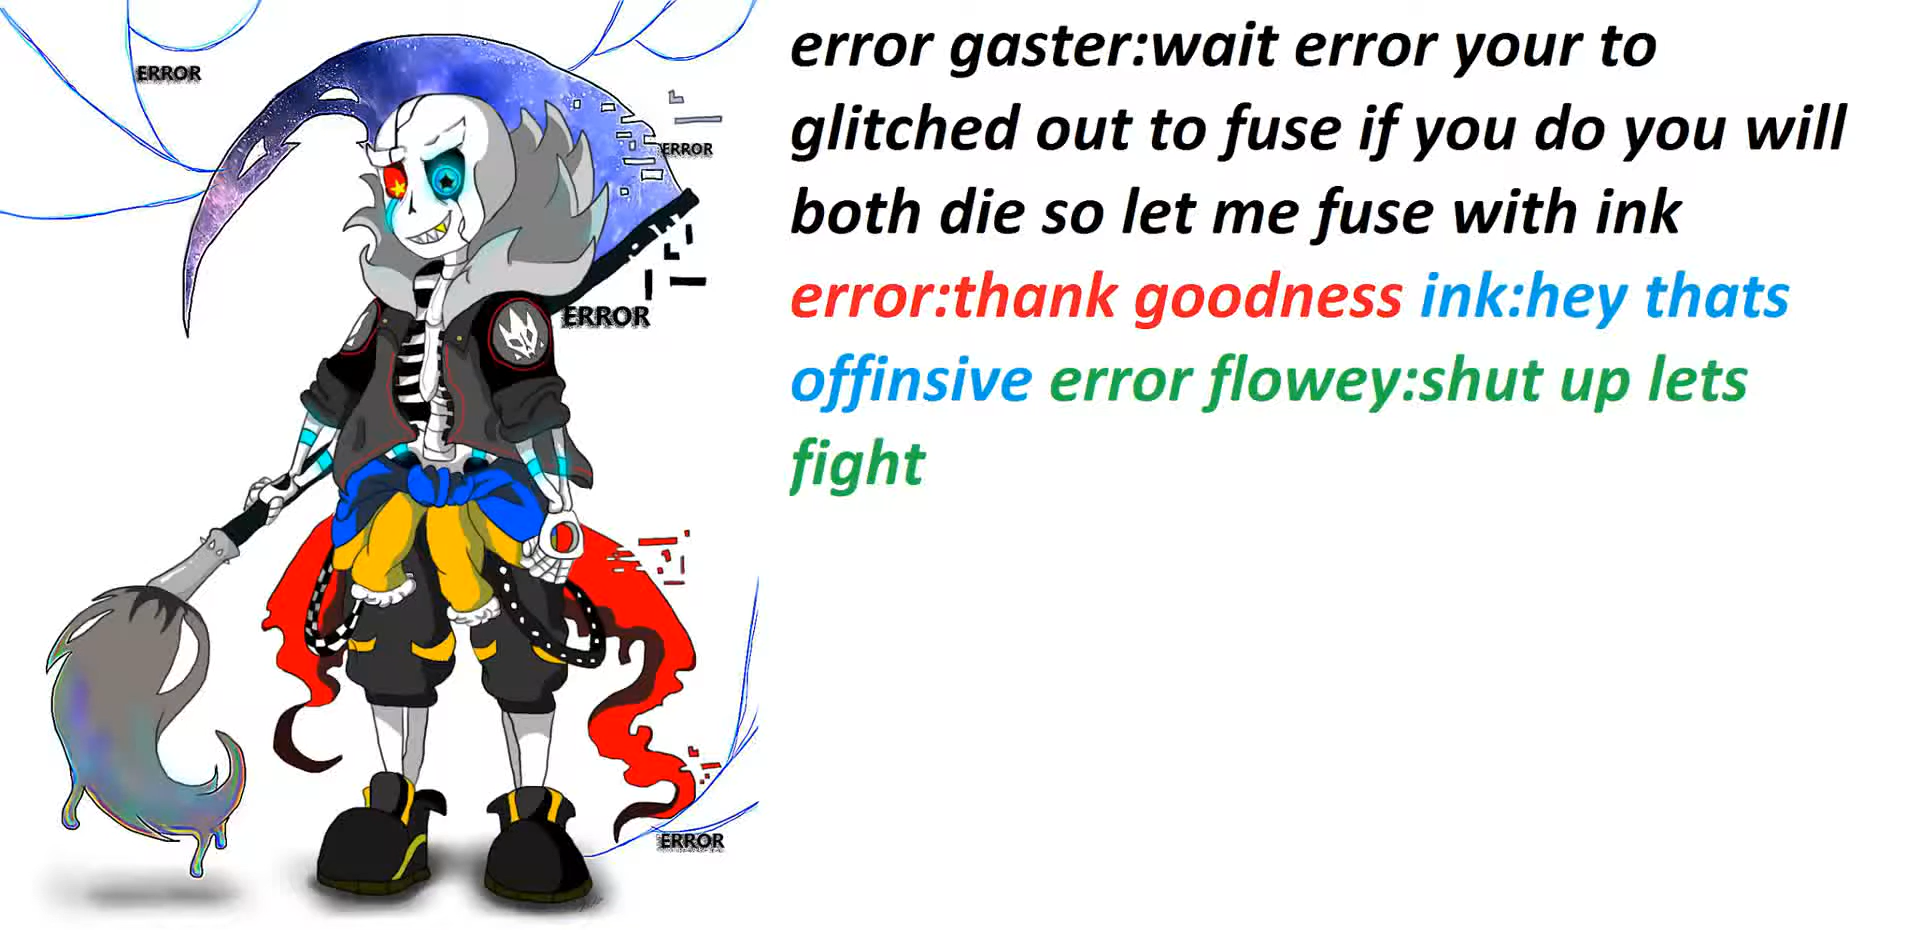 ERROR
ERROR
ERROR
ERROR
error gaster:wait error your to
glitched out to fuse if you do you will
both die so let me fuse with ink
error:thank goodness ink:hey thats
offinsive error flowey:shut up lets
fight